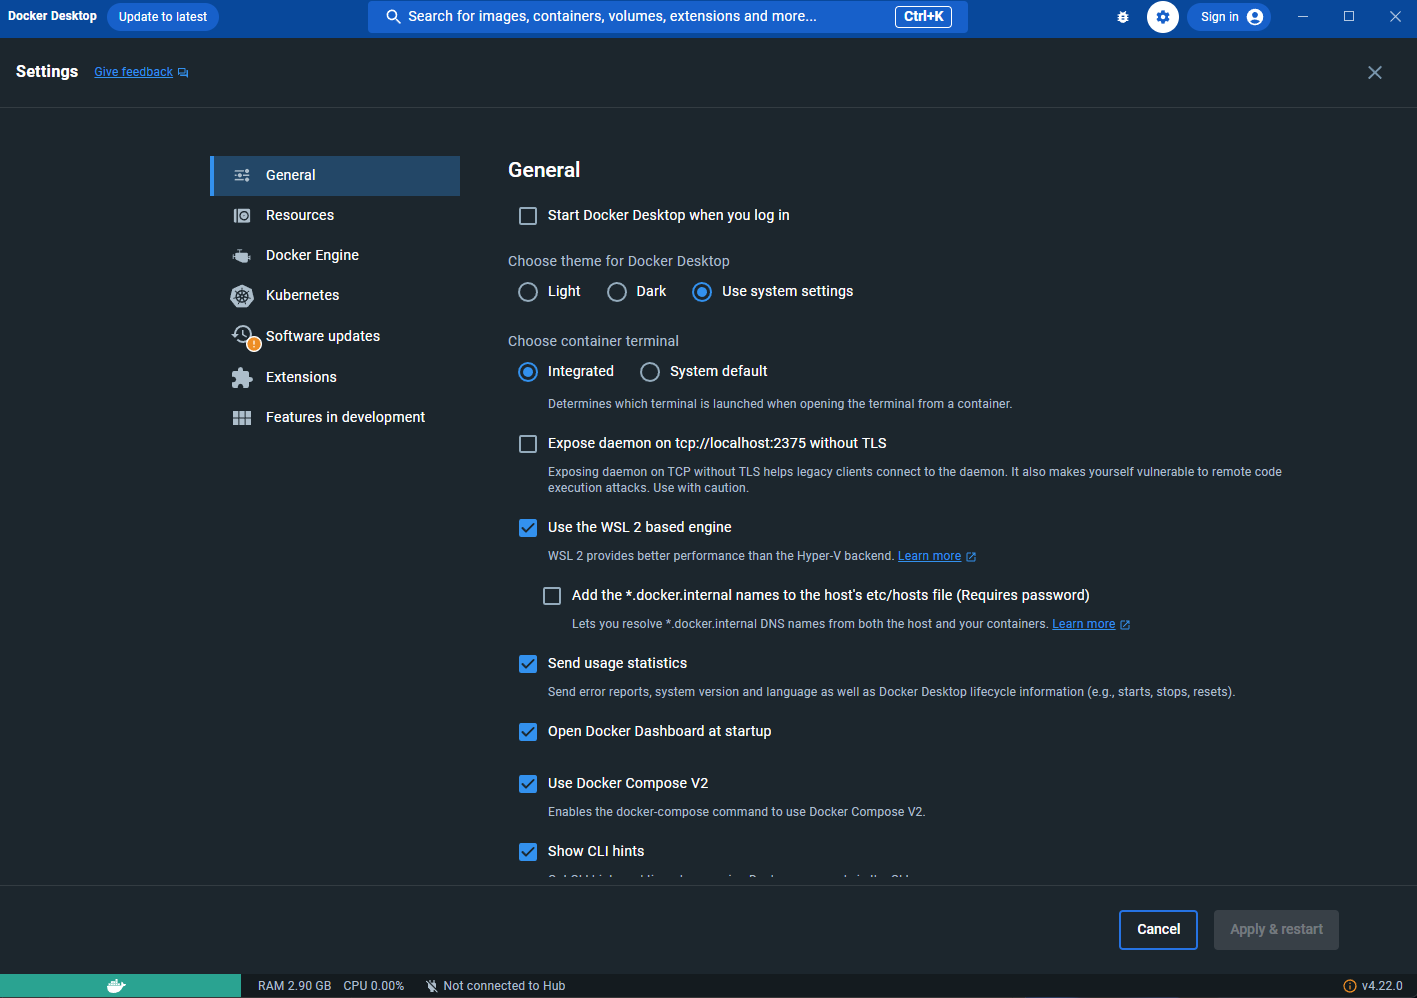 Docker Desktop
Update to latest
Search for images, containers, volumes, extensions and more...
Ctrl+K
Sign in
Settings
Give feedback
General
Resources
Docker Engine
Kubernetes
Software updates
Extensions
Features in development
General
Start Docker Desktop when you log in
Choose theme for Docker Desktop
Light
Dark
Use system settings
Choose container terminal
Integrated
System default
Determines which terminal is launched when opening the terminal from a container.
Expose daemon on tcp://localhost:2375 without TLS
Exposing daemon on TCP without TLS helps legacy clients connect to the daemon. It also makes yourself vulnerable to remote code
execution attacks. Use with caution.
Use the WSL 2 based engine
WSL 2 provides better performance than the Hyper-V backend. Learn more
Add the *.docker.internal names to the host's etc/hosts file (Requires password)
Lets you resolve *.docker.internal DNS names from both the host and your containers. Learn more
Send usage statistics
Send error reports, system version and language as well as Docker Desktop lifecycle information (e.g., starts, stops, resets).
Open Docker Dashboard at startup
Use Docker Compose V2
Enables the docker-compose command to use Docker Compose V2.
Show CLI hints
Cancel
Apply & restart
RAM 2.90 GB
CPU 0.00%
Not connected to Hub
v4.22.0